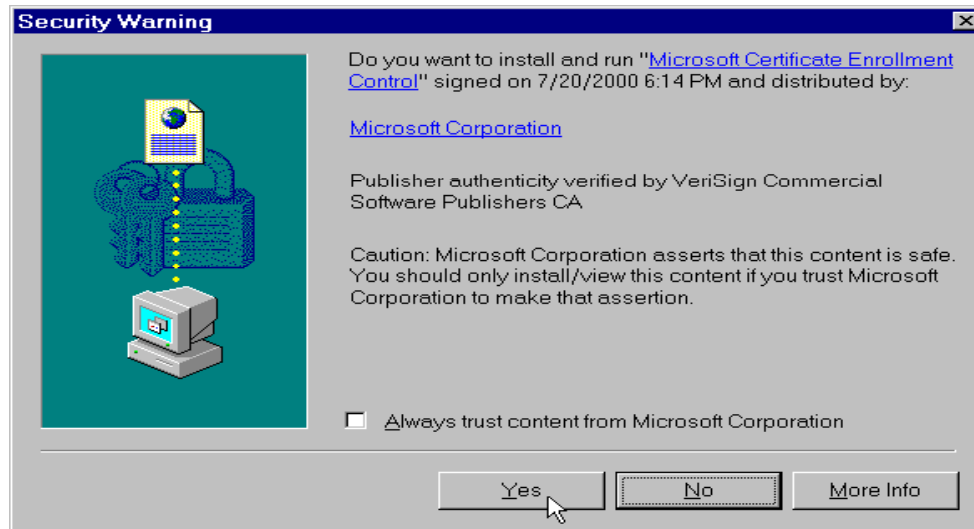 Security Warning
Do you want to install and run "Microsoft Certificate Enrollment
Control" signed on 7/20/2000 6:14 PM and distributed by:
Microsoft Corporation
Publisher authenticity verified by VeriSign Commercial
Software Publishers CA
Caution: Microsoft Corporation asserts that this content is safe.
You should only install/view this content if you trust Microsoft
Corporation to make that assertion.
Always trust content from Microsoft Corporation
Yes No More Info